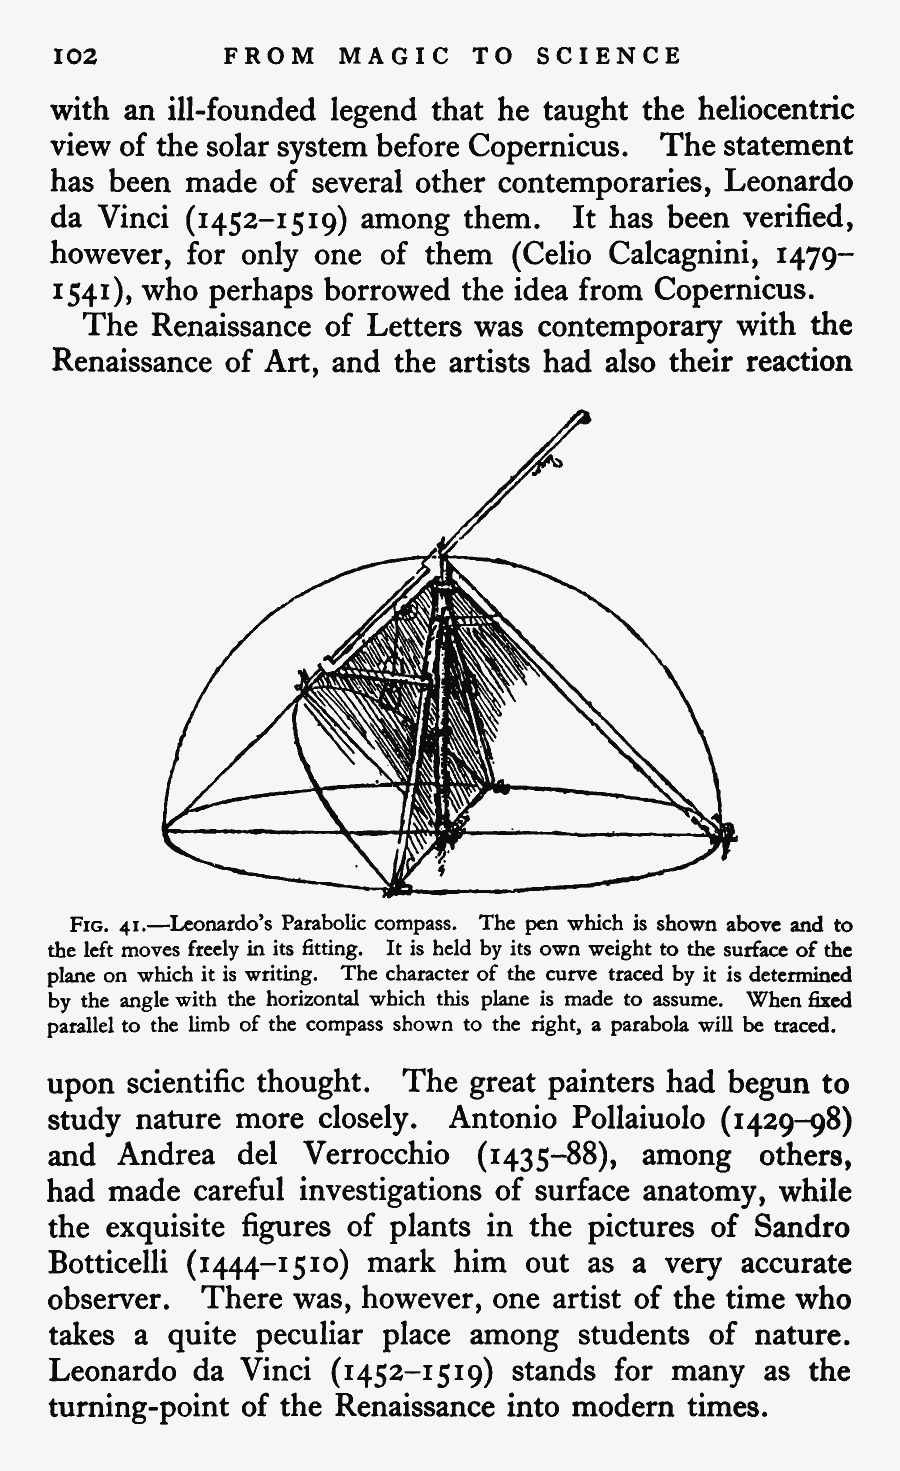 102 FROM MAGIC TO SCIENCE
with an ill-founded legend that he taught the heliocentric
view of the solar system before Copernicus. The statement
has been made of several other contemporaries, Leonardo
da Vinci (1452–1519) among them. It has been verified,
however, for only one of them (Celio Calcagnini, 1479–
1541), who perhaps borrowed the idea from Copernicus.
The Renaissance of Letters was contemporary with the
Renaissance of Art, and the artists had also their reaction
Fig. 41.—Leonardo's Parabolic compass. The pen which is shown above and to
the left moves freely in its fitting. It is held by its own weight to the surface of the
plane on which it is writing. The character of the curve traced by it is determined
by the angle with the horizontal which this plane is made to assume. When fixed
parallel to the limb of the compass shown to the right, a parabola will be traced.
upon scientific thought. The great painters had begun to
study nature more closely. Antonio Pollaiuolo (1429–98)
and Andrea del Verrocchio (1435–88), among others,
had made careful investigations of surface anatomy, while
the exquisite figures of plants in the pictures of Sandro
Botticelli (1444–1510) mark him out as a very accurate
observer. There was, however, one artist of the time who
takes a quite peculiar place among students of nature.
Leonardo da Vinci (1452–1519) stands for many as the
turning-point of the Renaissance into modern times.